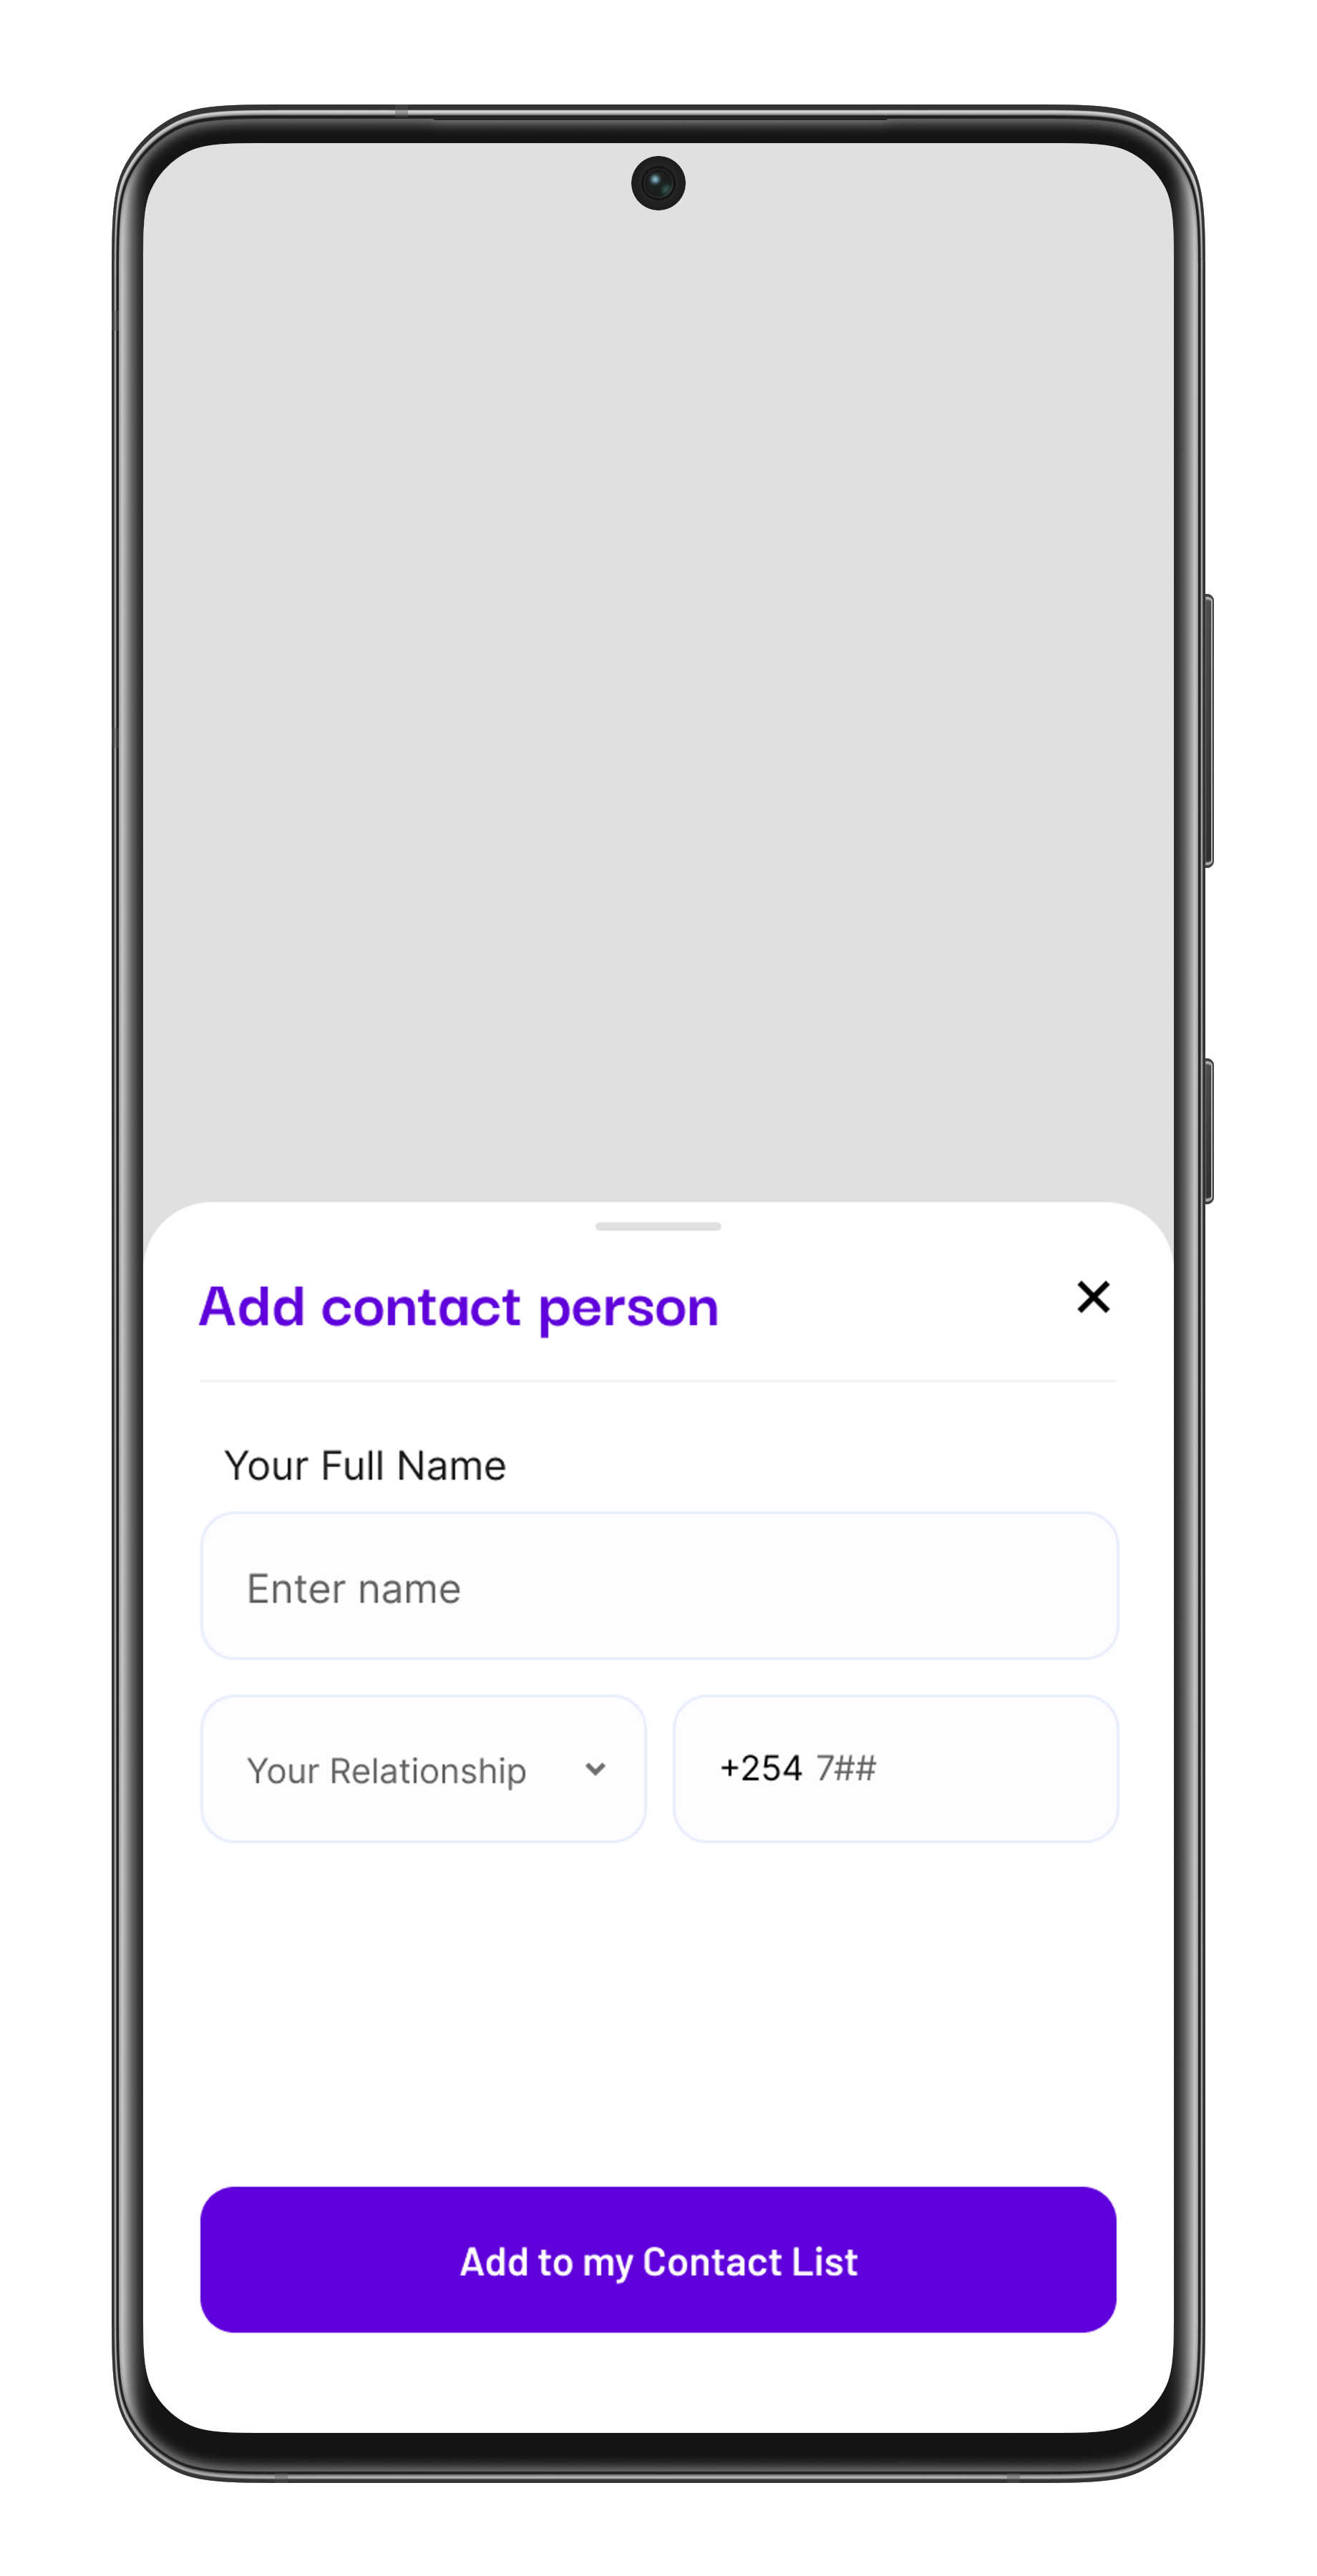 Add contact person
Your Full Name
Enter name
Your Relationship
+254 7##
Add to my Contact List